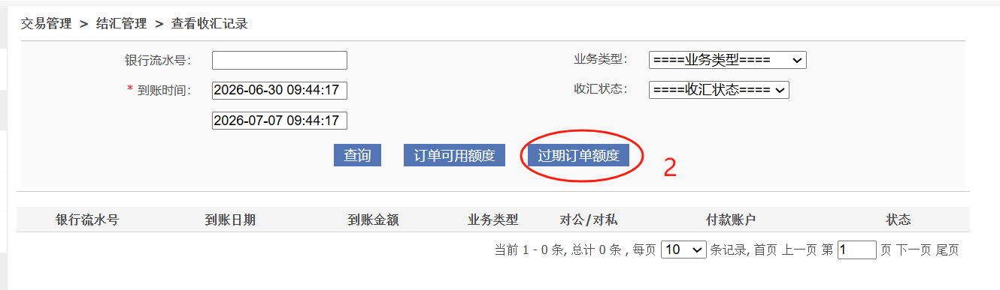 交易管理 > 结汇管理 > 查看收汇记录
银行流水号： 业务类型： ====业务类型====
* 到账时间： 2026-06-30 09:44:17 收汇状态： ====收汇状态====
2026-07-07 09:44:17
查询 订单可用额度 过期订单额度 2
银行流水号 到账日期 到账金额 业务类型 对公/对私 付款账户 状态
当前 1 - 0 条, 总计 0 条 , 每页 10 条记录, 首页 上一页 第 1 页 下一页 尾页